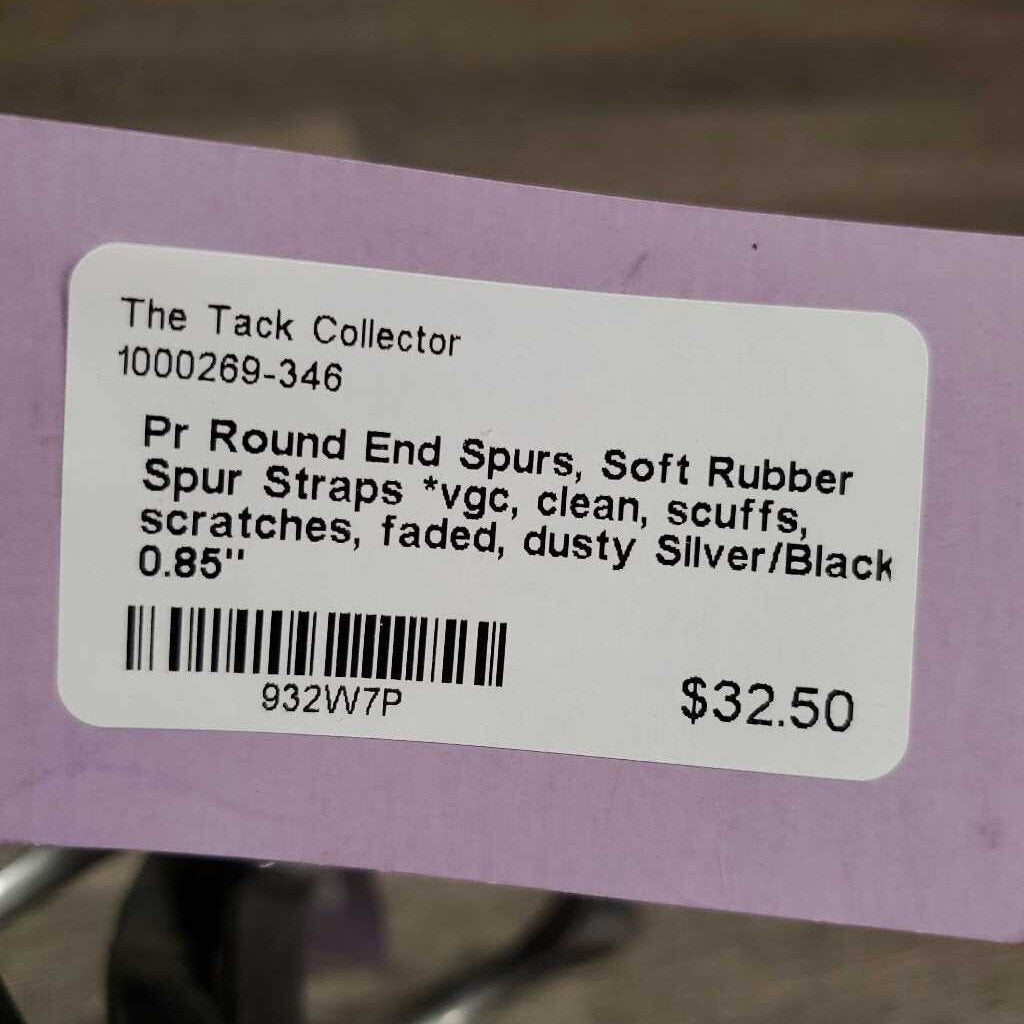 The Tack Collector
1000269-346
Pr Round End Spurs, Soft Rubber
Spur Straps *vgc, clean, scuffs,
scratches, faded, dusty Silver/Black
0.85"
932W7P
$32.50